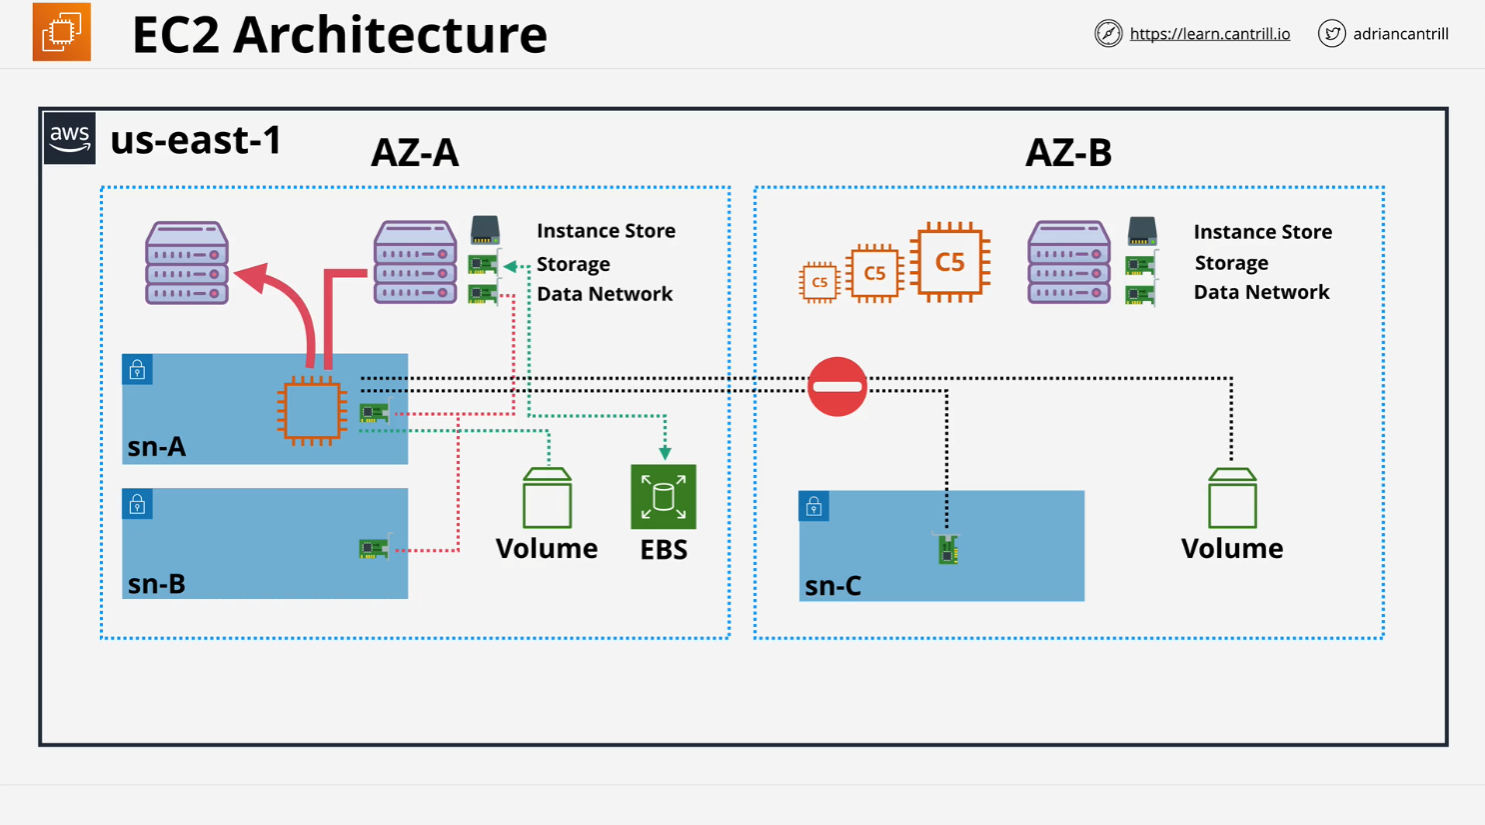 EC2 Architecture
https://learn.cantrill.io
adriancantrill
aws
us-east-1
AZ-A
AZ-B
Instance Store
Storage
Data Network
C5
C5
C5
Instance Store
Storage
Data Network
sn-A
sn-B
Volume
EBS
sn-C
Volume